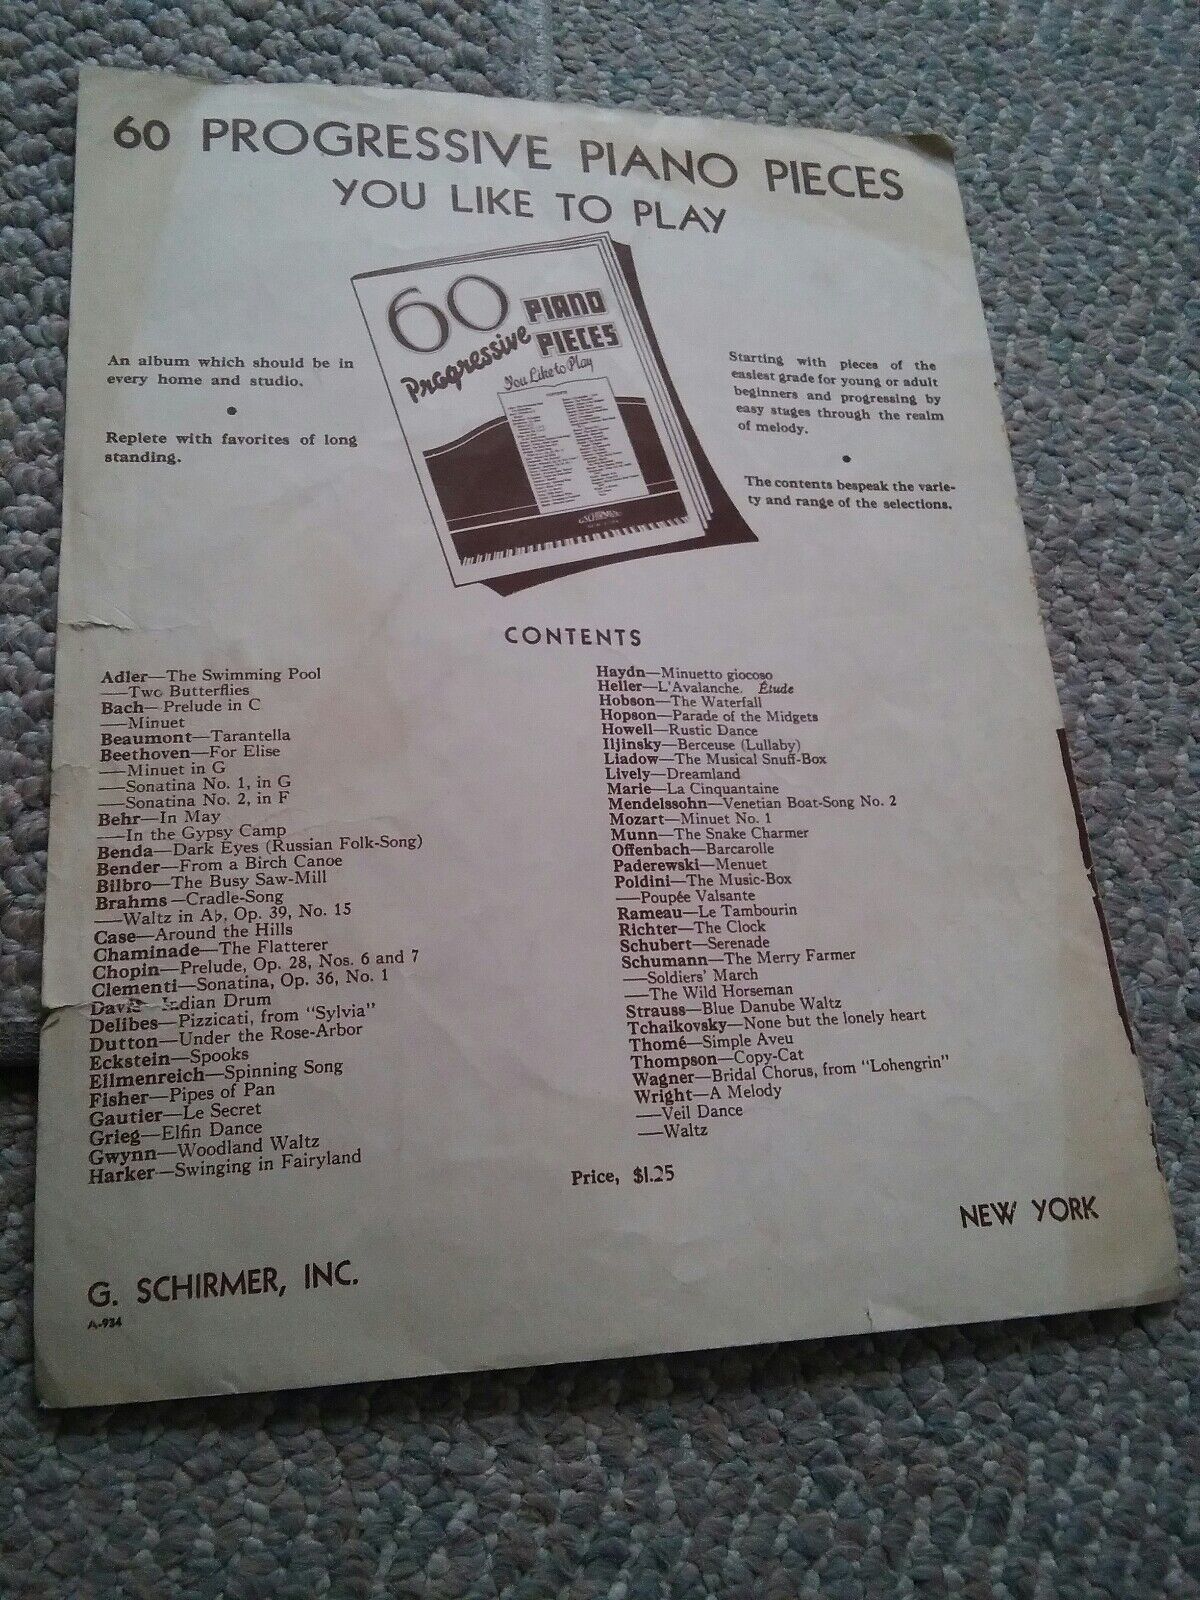 60 PROGRESSIVE PIANO PIECES
YOU LIKE TO PLAY
An album which should be in
every home and studio.
Replete with favorites of long
standing.
60
Progressive
PIANO
PIECES
You Like to Play
G. SCHIRMER
Starting with pieces of the
easiest grade for young or adult
beginners and progressing by
easy stages through the realm
of melody.
The contents bespeak the varie-
ty and range of the selections.
CONTENTS
Adler—The Swimming Pool
—Two Butterflies
Bach—Prelude in C
—Minuet
Beaumont—Tarantella
Beethoven—For Elise
—Minuet in G
—Sonatina No. 1, in G
—Sonatina No. 2, in F
Behr—In May
—In the Gypsy Camp
Benda—Dark Eyes (Russian Folk-Song)
Bender—From a Birch Canoe
Bilbro—The Busy Saw-Mill
Brahms—Cradle-Song
—Waltz in A♭, Op. 39, No. 15
Case—Around the Hills
Chaminade—The Flatterer
Chopin—Prelude, Op. 28, Nos. 6 and 7
Clementi—Sonatina, Op. 36, No. 1
Davis—Indian Drum
Delibes—Pizzicati, from "Sylvia"
Dutton—Under the Rose-Arbor
Eckstein—Spooks
Ellmenreich—Spinning Song
Fisher—Pipes of Pan
Gautier—Le Secret
Grieg—Elfin Dance
Gwynn—Woodland Waltz
Harker—Swinging in Fairyland
Haydn—Minuetto giocoso
Heller—L'Avalanche, Étude
Hobson—The Waterfall
Hopson—Parade of the Midgets
Howell—Rustic Dance
Iljinsky—Berceuse (Lullaby)
Liadow—The Musical Snuff-Box
Lively—Dreamland
Marie—La Cinquantaine
Mendelssohn—Venetian Boat-Song No. 2
Mozart—Minuet No. 1
Munn—The Snake Charmer
Offenbach—Barcarolle
Paderewski—Menuet
Poldini—The Music-Box
—Poupée Valsante
Rameau—Le Tambourin
Richter—The Clock
Schubert—Serenade
Schumann—The Merry Farmer
—Soldiers' March
—The Wild Horseman
Strauss—Blue Danube Waltz
Tchaikovsky—None but the lonely heart
Thomé—Simple Aveu
Thompson—Copy-Cat
Wagner—Bridal Chorus, from "Lohengrin"
Wright—A Melody
—Veil Dance
—Waltz
Price, $1.25
G. SCHIRMER, INC.
NEW YORK
A-934